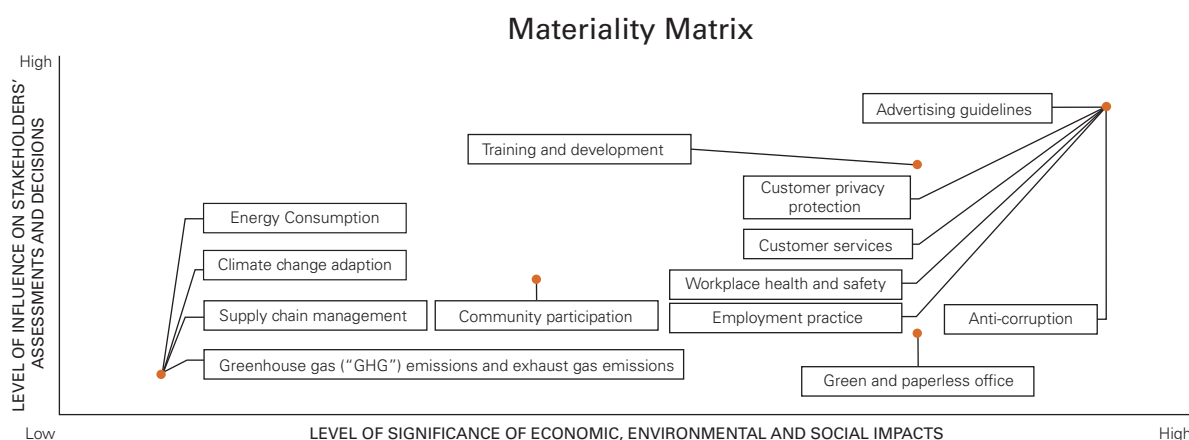 Materiality Matrix
High
LEVEL OF INFLUENCE ON STAKEHOLDERS'
ASSESSMENTS AND DECISIONS
Advertising guidelines
Training and development
Customer privacy
protection
Energy Consumption
Customer services
Climate change adaption
Workplace health and safety
Supply chain management
Community participation
Employment practice
Anti-corruption
Greenhouse gas (“GHG”) emissions and exhaust gas emissions
Green and paperless office
Low
LEVEL OF SIGNIFICANCE OF ECONOMIC, ENVIRONMENTAL AND SOCIAL IMPACTS
High